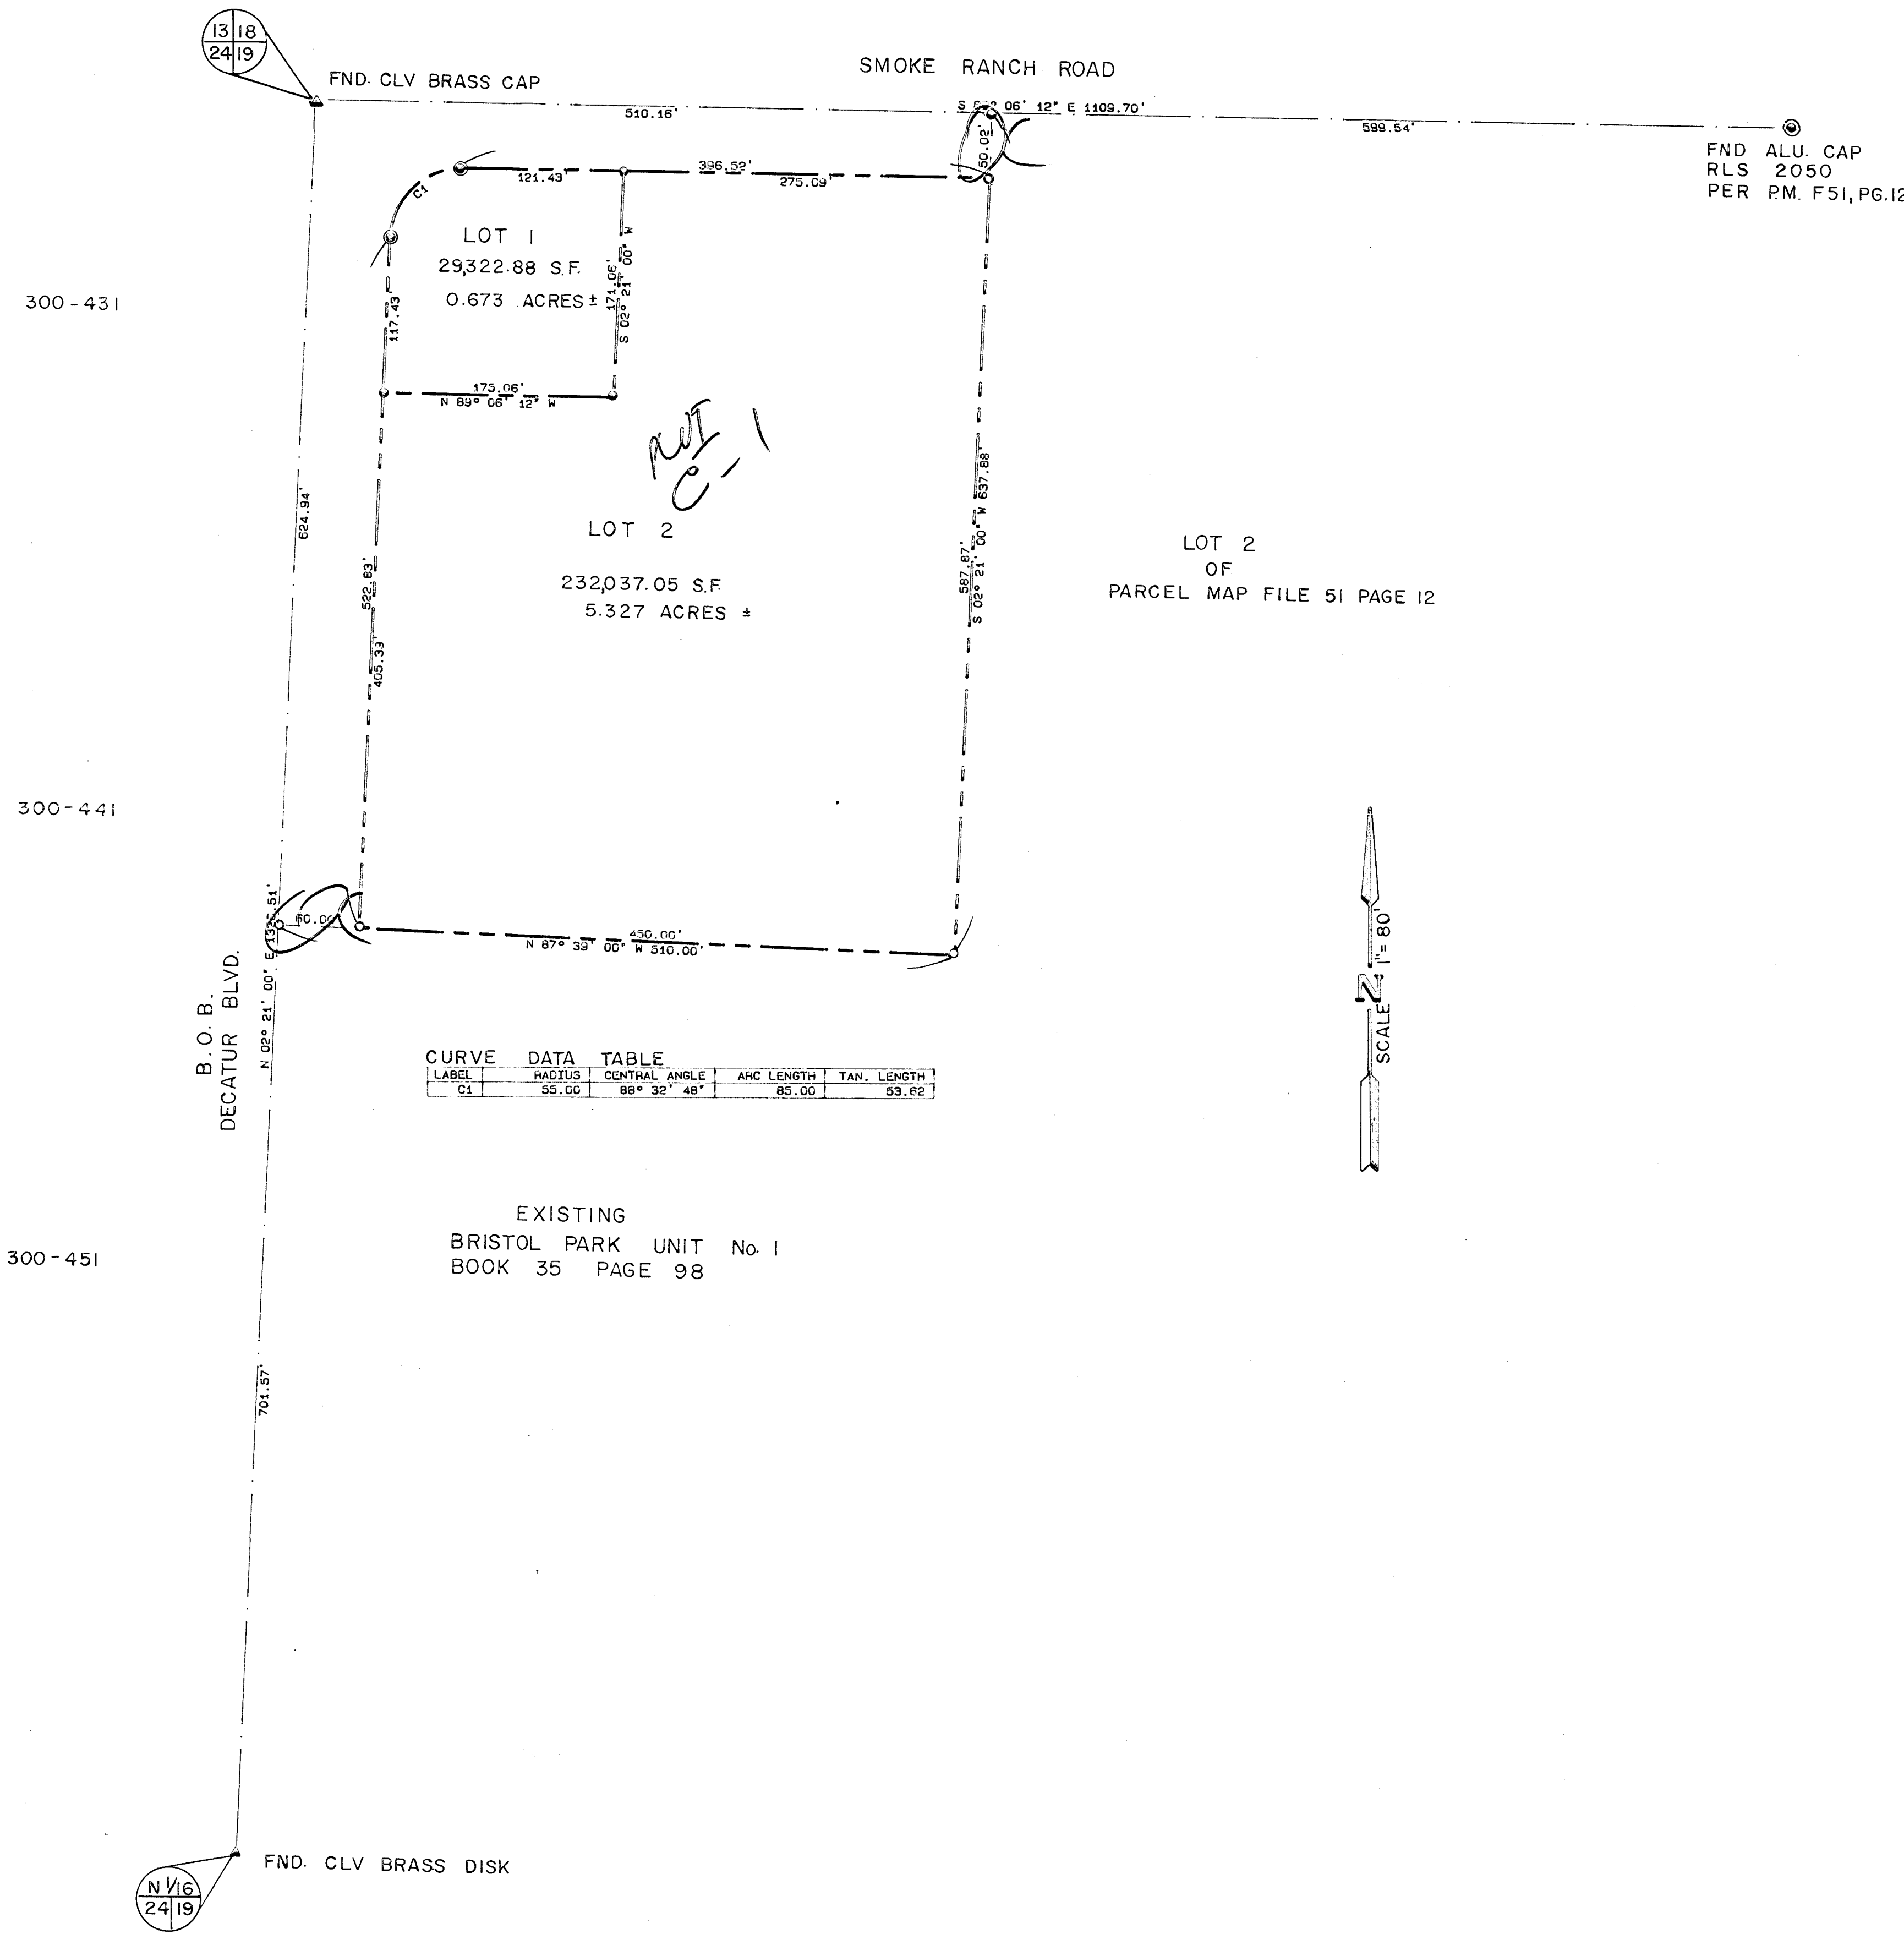 13 18
24 19
FND. CLV BRASS CAP
SMOKE RANCH ROAD
510.16'
S 06' 12" E 1109.70'
599.54'
FND ALU. CAP
RLS 2050
PER P.M. F51, PG.12
50.02'
396.52'
121.43'
275.09'
C1
LOT 1
29,322.88 S.F.
0.673 ACRES ±
117.43'
171.06'
S 02° 21' 00" W
175.06'
N 89° 06' 12" W
300-431
624.94'
C-1
LOT 2
232,037.05 S.F.
5.327 ACRES ±
522.83'
405.39'
587.87'
S 02° 21' 00" W 637.88'
LOT 2
OF
PARCEL MAP FILE 51 PAGE 12
300-441
60.00
450.00'
N 87° 39' 00" W 510.00'
B.O.B.
DECATUR BLVD.
N 02° 21' 00" E
N
SCALE 1"= 80'
CURVE DATA TABLE
LABEL RADIUS CENTRAL ANGLE ARC LENGTH TAN. LENGTH
C1 55.00 88° 32' 48" 85.00 53.62
EXISTING
BRISTOL PARK UNIT No. 1
BOOK 35 PAGE 98
300-451
701.57'
FND. CLV BRASS DISK
N 1/16
24 19